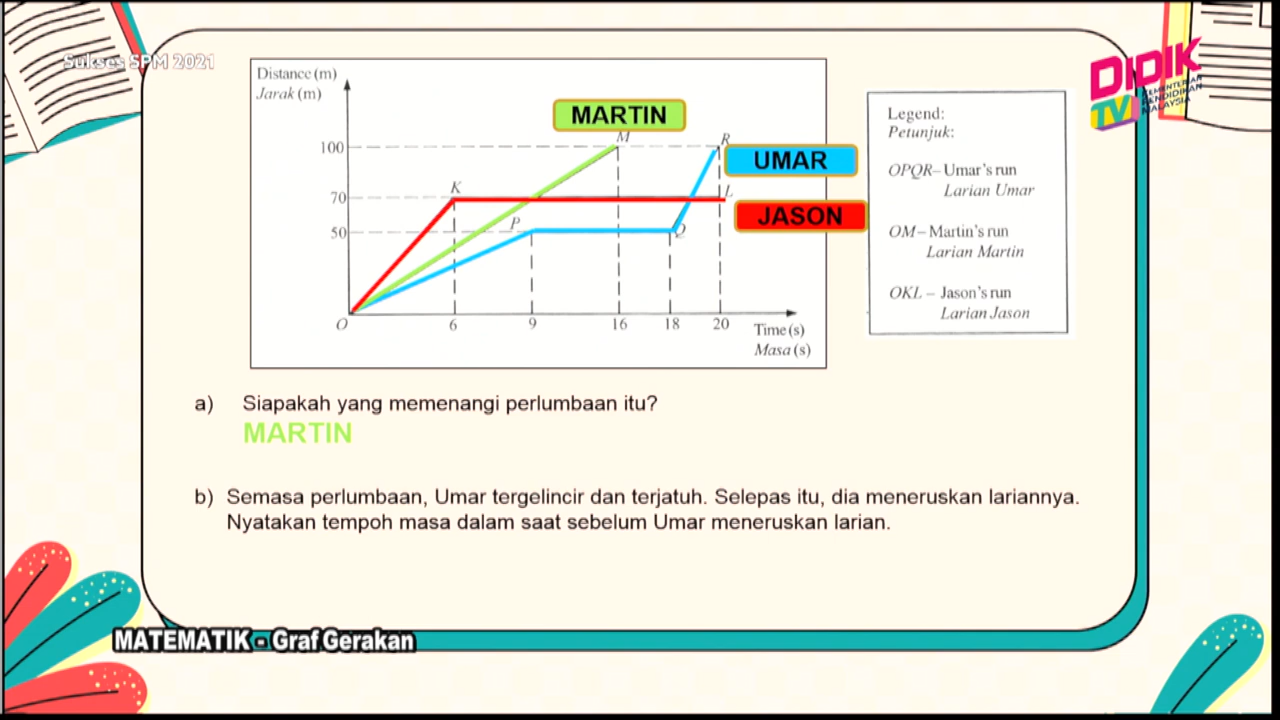 Sukses SPM 2021
DIDIK
TV
KEMENTERIAN
PENDIDIKAN
MALAYSIA
Distance (m)
Jarak (m)
MARTIN
M
R
100
UMAR
K
L
70
JASON
P
Q
50
O
6
9
16
18
20
Time (s)
Masa (s)
Legend:
Petunjuk:
OPQR– Umar's run
Larian Umar
OM – Martin's run
Larian Martin
OKL – Jason's run
Larian Jason
a) Siapakah yang memenangi perlumbaan itu?
MARTIN
b) Semasa perlumbaan, Umar tergelincir dan terjatuh. Selepas itu, dia meneruskan lariannya.
Nyatakan tempoh masa dalam saat sebelum Umar meneruskan larian.
MATEMATIK - Graf Gerakan